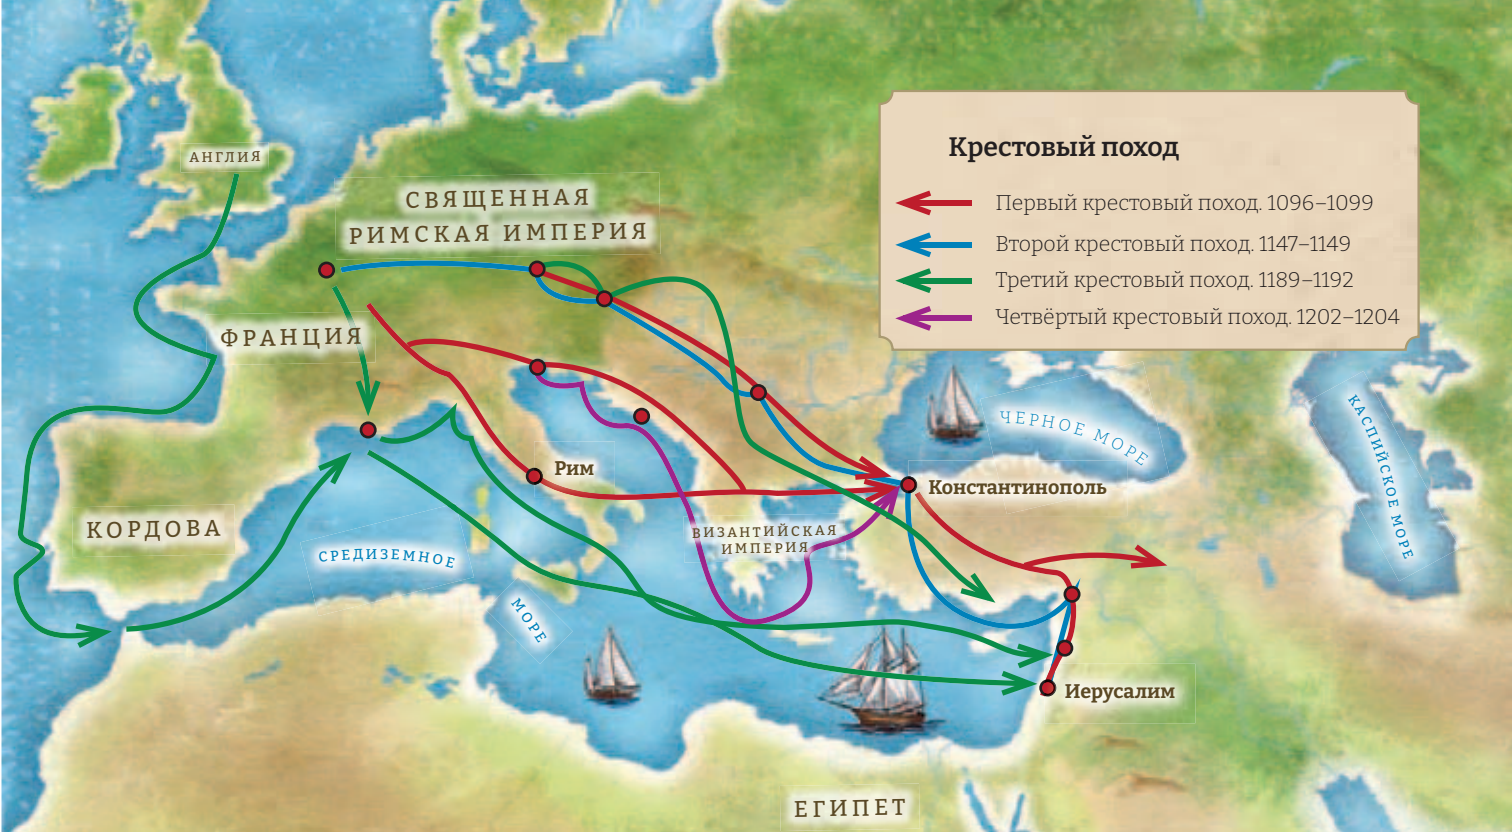 Крестовый поход
Первый крестовый поход. 1096–1099
Второй крестовый поход. 1147–1149
Третий крестовый поход. 1189–1192
Четвёртый крестовый поход. 1202–1204
АНГЛИЯ
СВЯЩЕННАЯ
РИМСКАЯ ИМПЕРИЯ
ФРАНЦИЯ
ЧЕРНОЕ МОРЕ
КАСПИЙСКОЕ МОРЕ
Рим
Константинополь
КОРДОВА
ВИЗАНТИЙСКАЯ
ИМПЕРИЯ
СРЕДИЗЕМНОЕ
МОРЕ
Иерусалим
ЕГИПЕТ